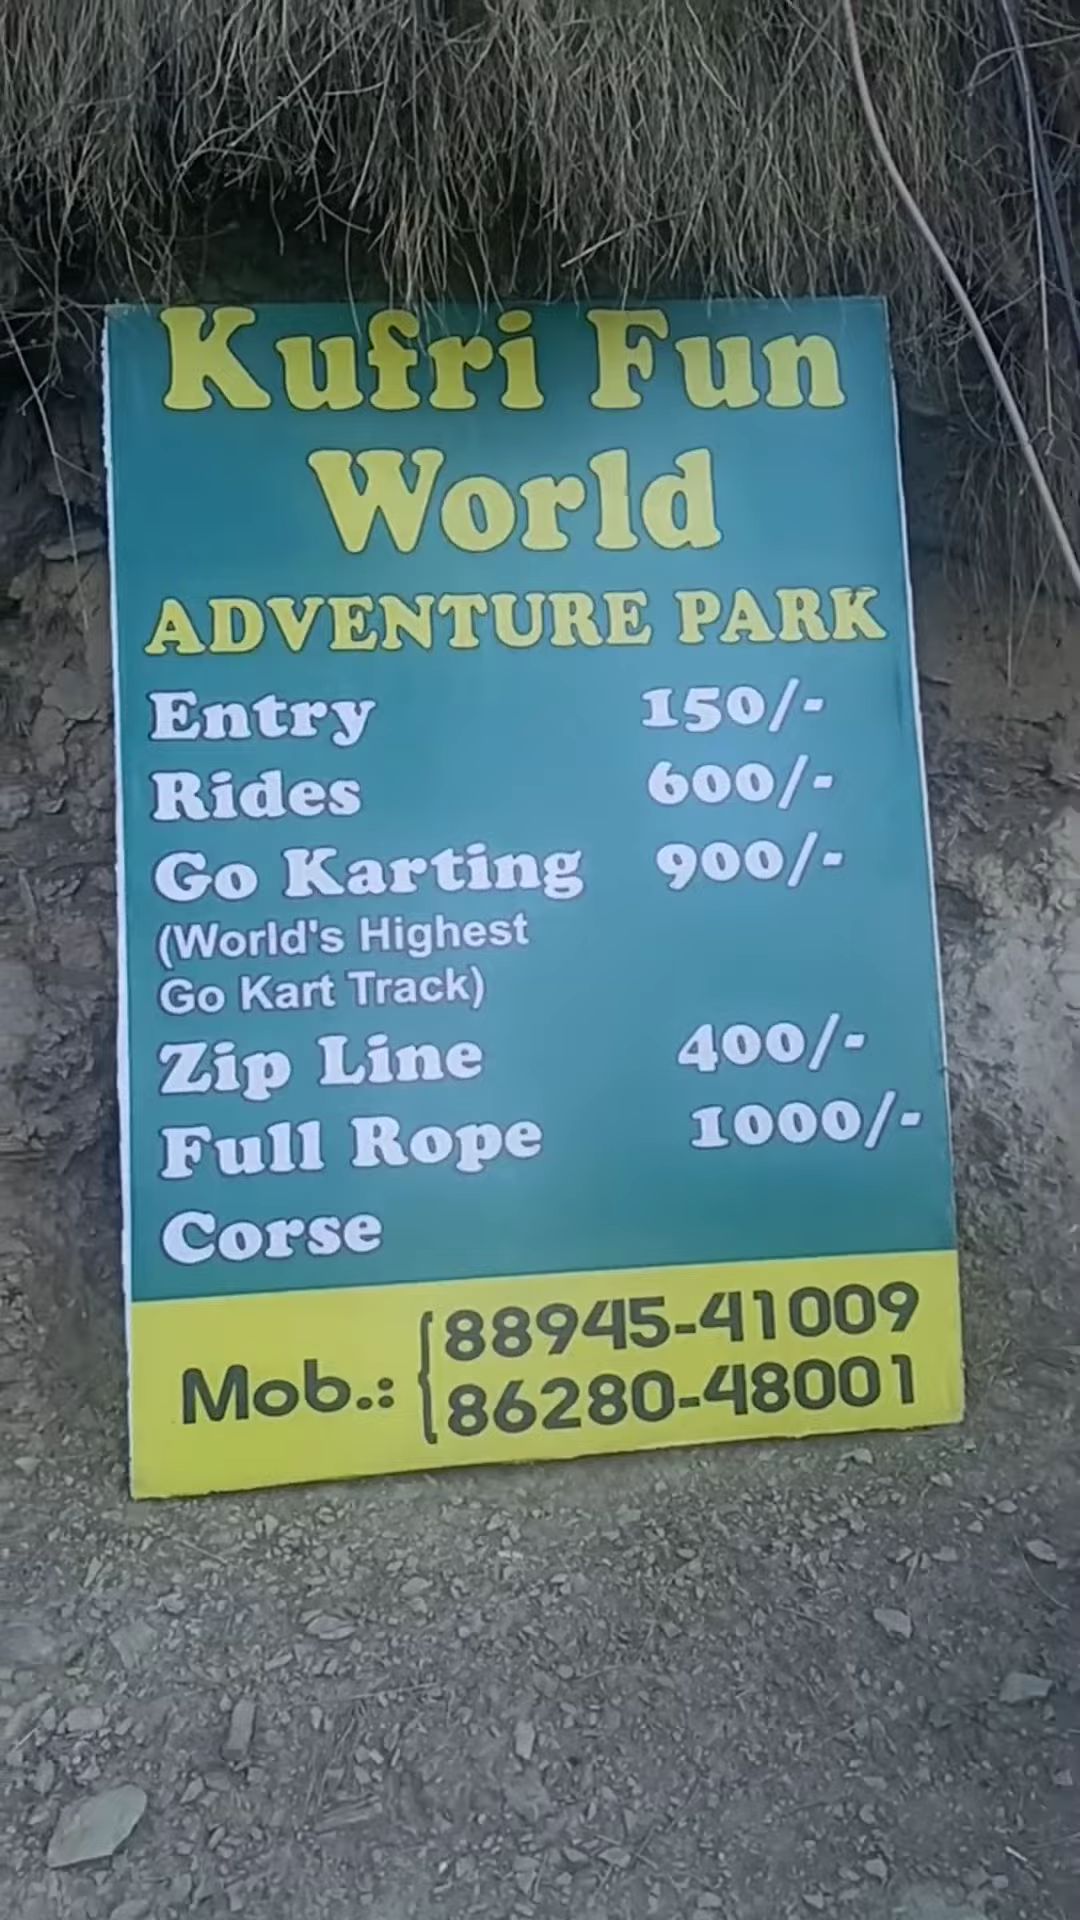 Kufri Fun
World
ADVENTURE PARK
Entry 150/-
Rides 600/-
Go Karting 900/-
(World's Highest
Go Kart Track)
Zip Line 400/-
Full Rope 1000/-
Corse
Mob.: 88945-41009
86280-48001